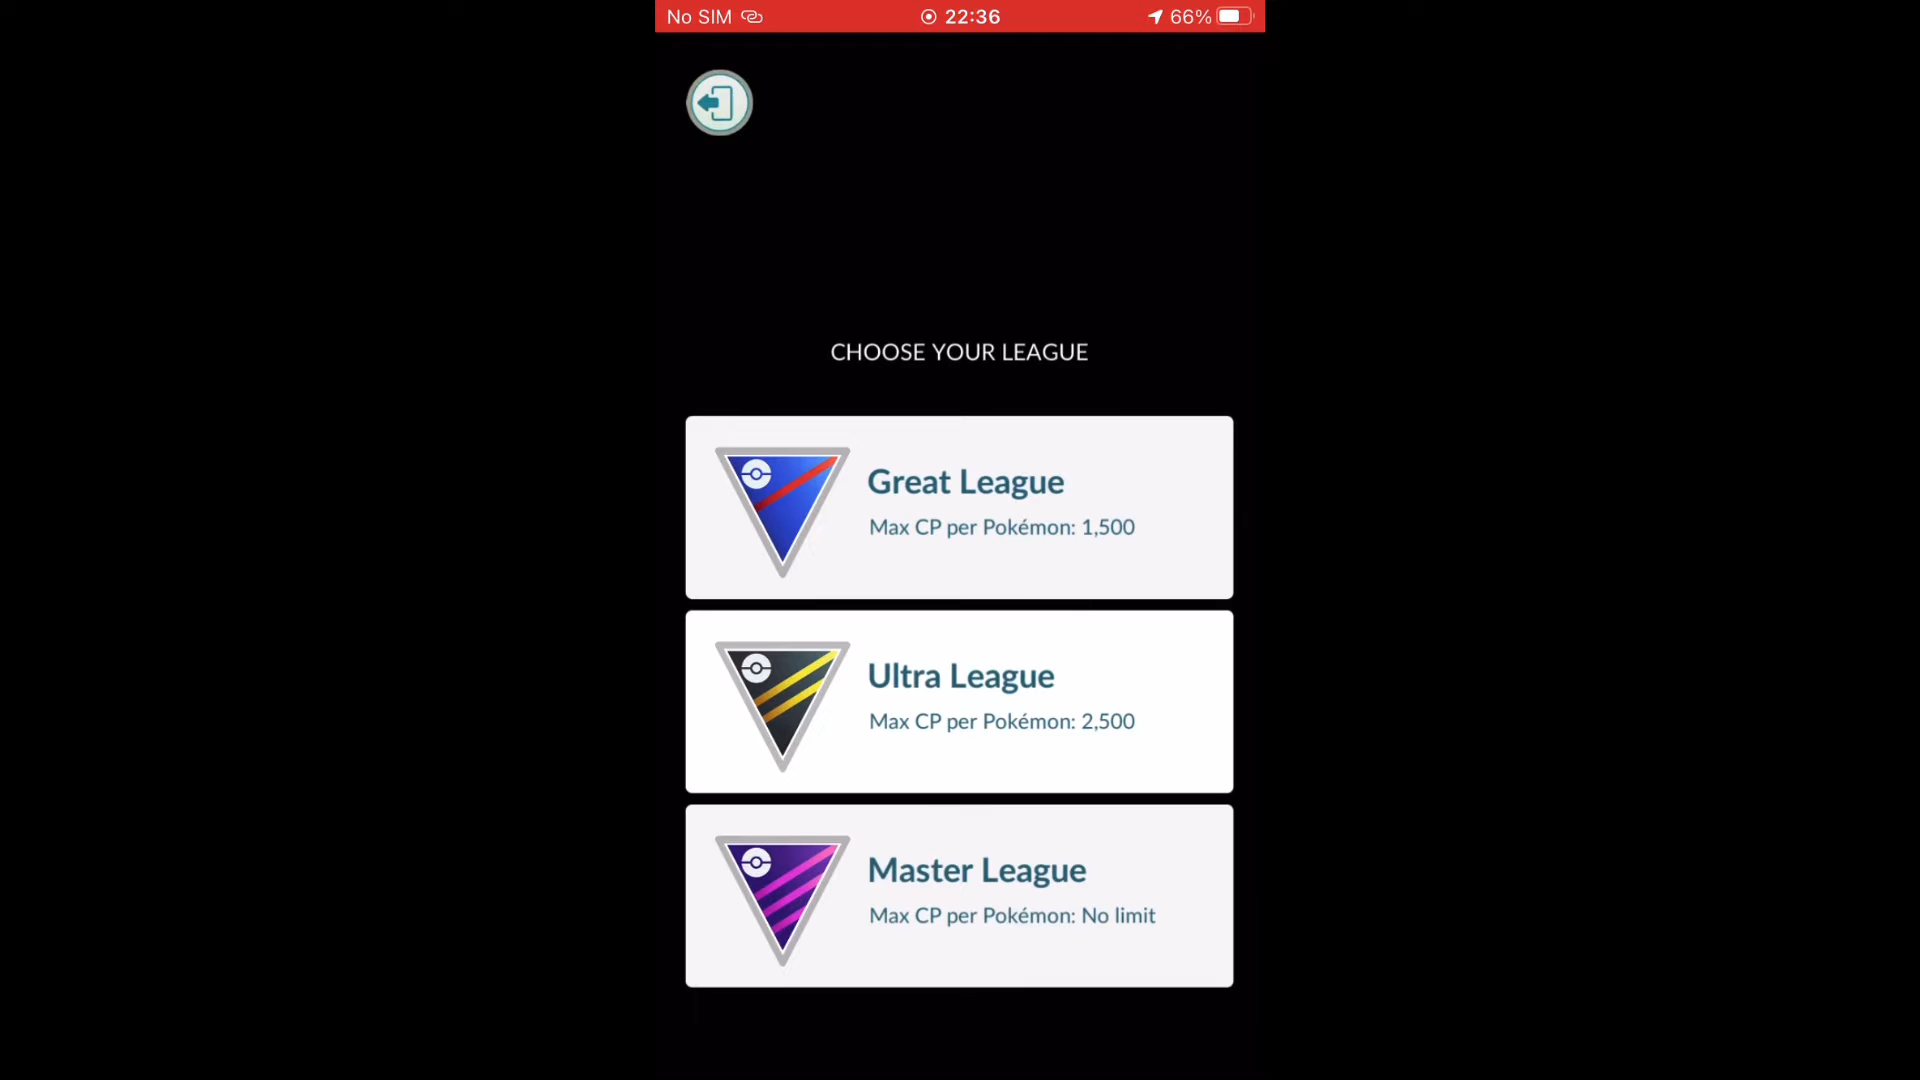 No SIM 22:36 66%
CHOOSE YOUR LEAGUE
Great League
Max CP per Pokémon: 1,500
Ultra League
Max CP per Pokémon: 2,500
Master League
Max CP per Pokémon: No limit